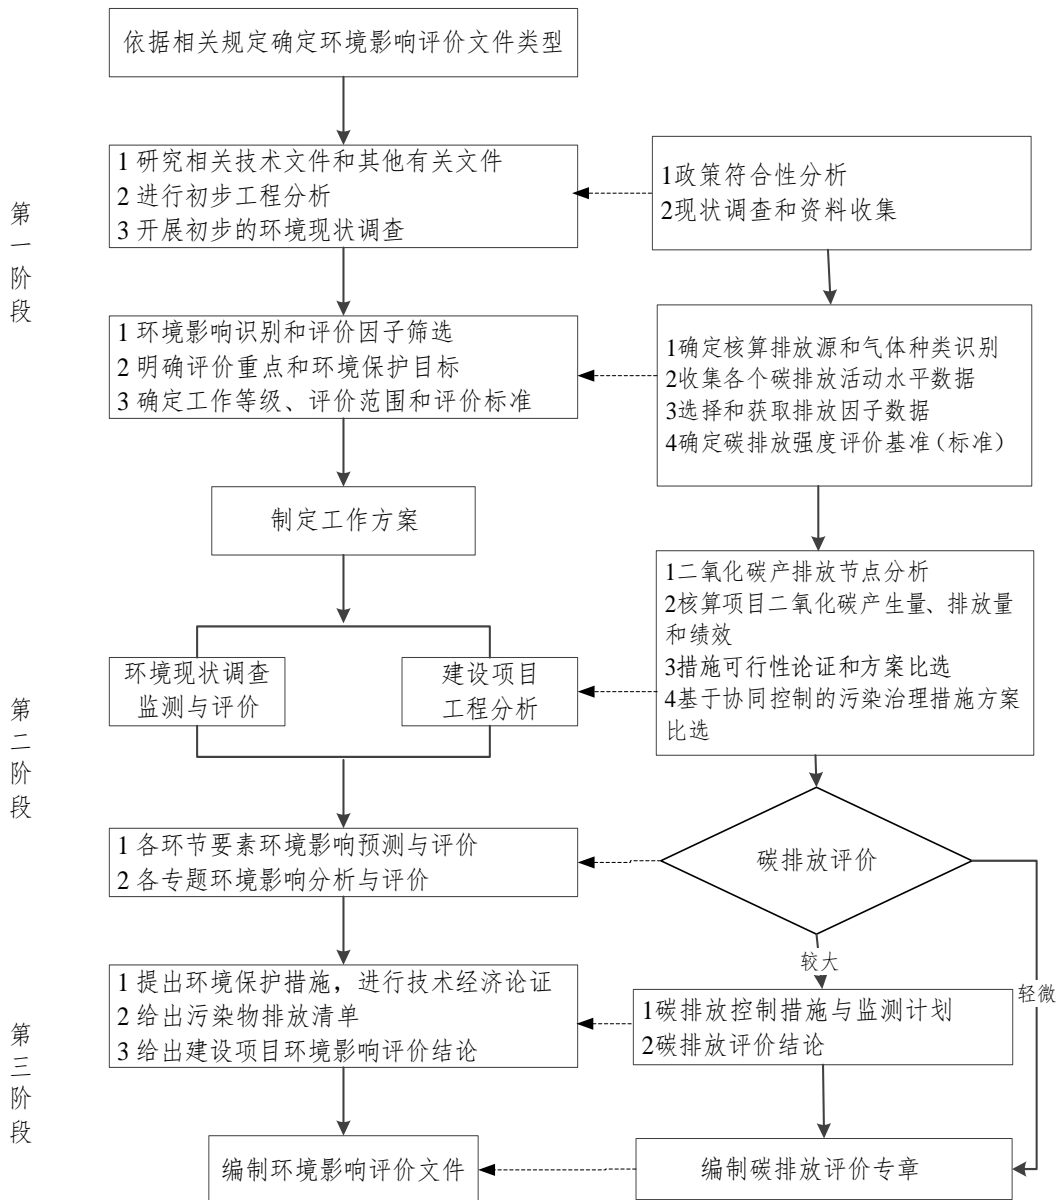 依据相关规定确定环境影响评价文件类型
第一阶段
1 研究相关技术文件和其他有关文件
2 进行初步工程分析
3 开展初步的环境现状调查
1政策符合性分析
2现状调查和资料收集
1 环境影响识别和评价因子筛选
2 明确评价重点和环境保护目标
3 确定工作等级、评价范围和评价标准
1确定核算排放源和气体种类识别
2收集各个碳排放活动水平数据
3选择和获取排放因子数据
4确定碳排放强度评价基准（标准）
制定工作方案
第二阶段
环境现状调查
监测与评价
建设项目
工程分析
1二氧化碳产排放节点分析
2核算项目二氧化碳产生量、排放量
和绩效
3措施可行性论证和方案比选
4基于协同控制的污染治理措施方案
比选
1 各环节要素环境影响预测与评价
2 各专题环境影响分析与评价
碳排放评价
较大
轻微
第三阶段
1 提出环境保护措施，进行技术经济论证
2 给出污染物排放清单
3 给出建设项目环境影响评价结论
1碳排放控制措施与监测计划
2碳排放评价结论
编制环境影响评价文件
编制碳排放评价专章